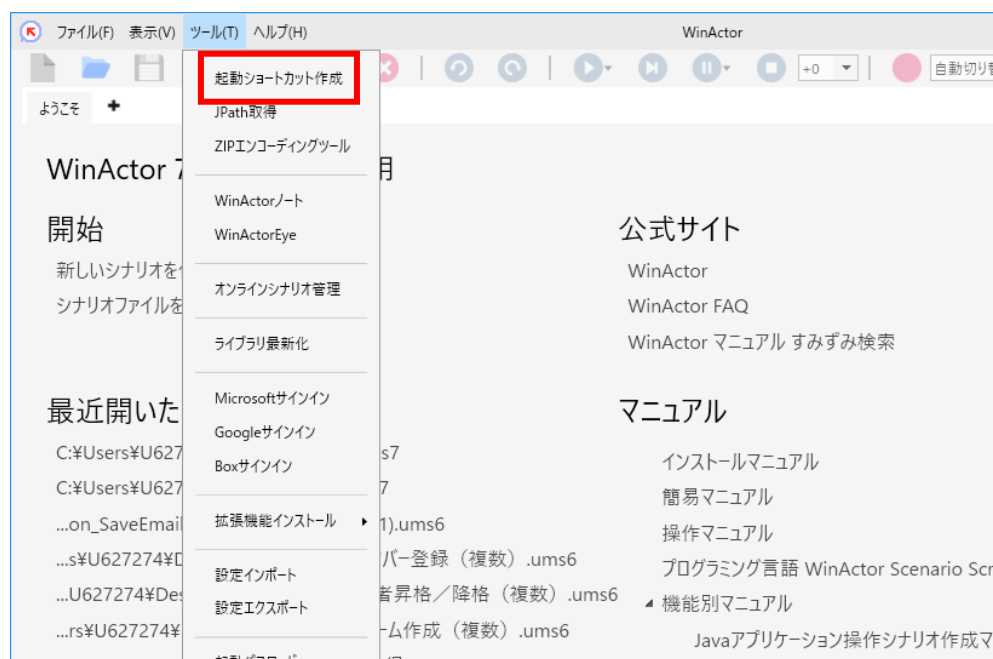 ファイル(F) 表示(V) ツール(T) ヘルプ(H) WinActor
+0 自動切り
ようこそ
起動ショートカット作成
JPath取得
ZIPエンコーディングツール
WinActorノート
WinActorEye
オンラインシナリオ管理
ライブラリ最新化
Microsoftサインイン
Googleサインイン
Boxサインイン
拡張機能インストール
設定インポート
設定エクスポート
WinActor 用
開始
新しいシナリオを
シナリオファイルを
最近開いた
C:¥Users¥U627 s7
C:¥Users¥U627 7
...on_SaveEmail 1).ums6
...s¥U627274¥D バー登録（複数）.ums6
...U627274¥Des 者昇格／降格（複数）.ums6
...rs¥U627274¥ ーム作成（複数）.ums6
公式サイト
WinActor
WinActor FAQ
WinActor マニュアル すみずみ検索
マニュアル
インストールマニュアル
簡易マニュアル
操作マニュアル
プログラミング言語 WinActor Scenario Scr
機能別マニュアル
Javaアプリケーション操作シナリオ作成マ